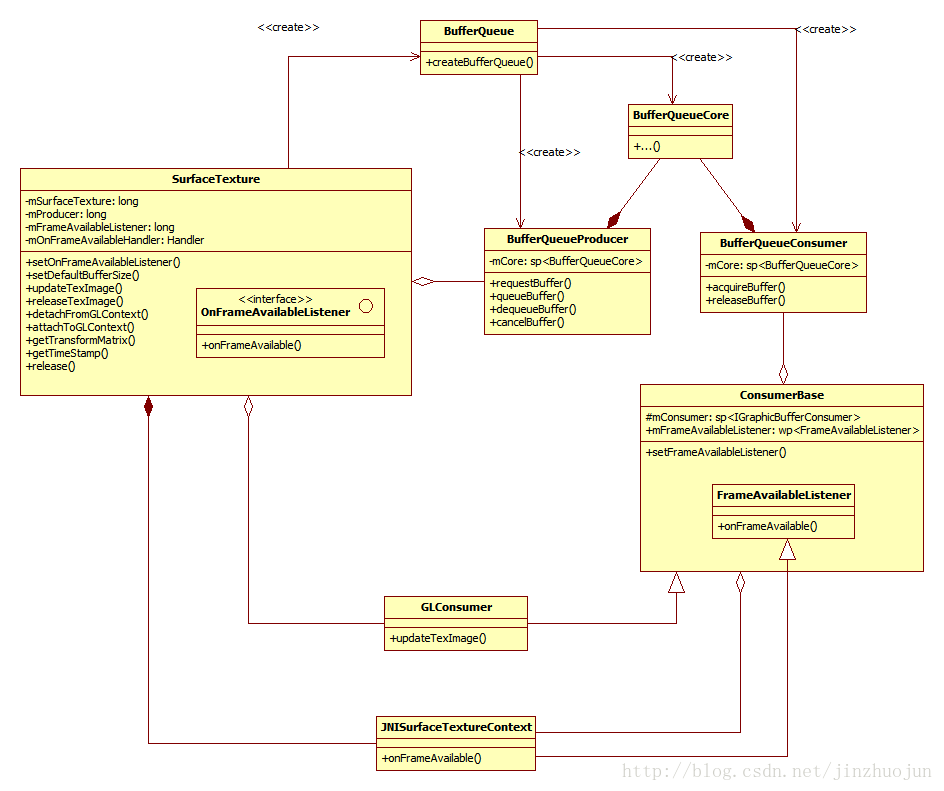 <<create>>
BufferQueue
+createBufferQueue()
<<create>>
<<create>>
BufferQueueCore
+...()
<<create>>
SurfaceTexture
-mSurfaceTexture: long
-mProducer: long
-mFrameAvailableListener: long
-mOnFrameAvailableHandler: Handler
+setOnFrameAvailableListener()
+setDefaultBufferSize()
+updateTexImage()
+releaseTexImage()
+detachFromGLContext()
+attachToGLContext()
+getTransformMatrix()
+getTimeStamp()
+release()
<<interface>>
OnFrameAvailableListener
+onFrameAvailable()
BufferQueueProducer
-mCore: sp<BufferQueueCore>
+requestBuffer()
+queueBuffer()
+dequeueBuffer()
+cancelBuffer()
BufferQueueConsumer
-mCore: sp<BufferQueueCore>
+acquireBuffer()
+releaseBuffer()
ConsumerBase
#mConsumer: sp<IGraphicBufferConsumer>
+mFrameAvailableListener: wp<FrameAvailableListener>
+setFrameAvailableListener()
FrameAvailableListener
+onFrameAvailable()
GLConsumer
+updateTexImage()
JNISurfaceTextureContext
+onFrameAvailable()
http://blog.csdn.net/jinzhuojun